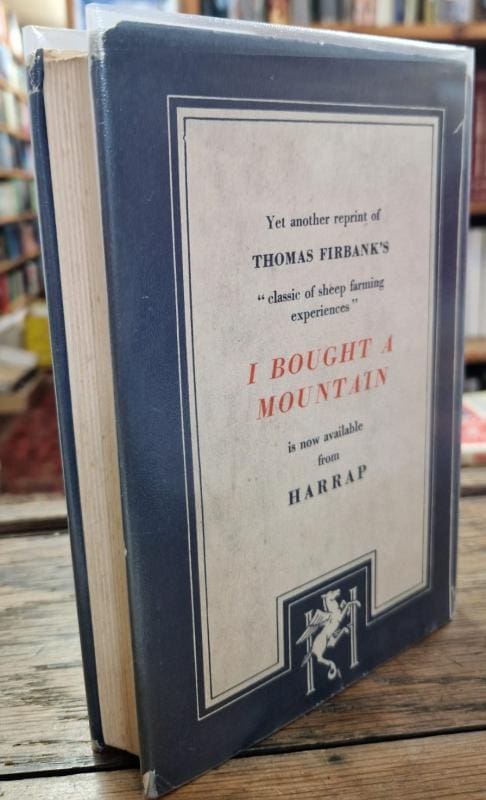 Yet another reprint of
THOMAS FIRBANK'S
"classic of sheep farming
experiences"
I BOUGHT A
MOUNTAIN
is now available
from
HARRAP
H